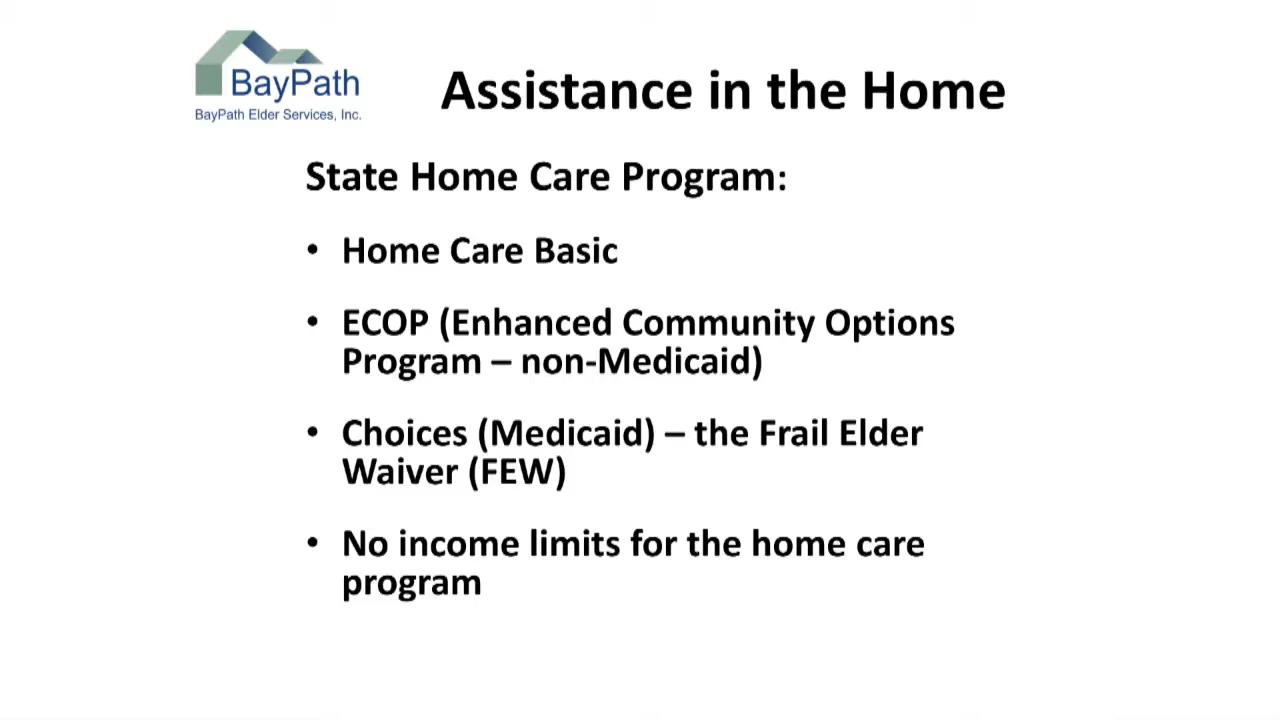 BayPath
BayPath Elder Services, Inc.
Assistance in the Home
State Home Care Program:
• Home Care Basic
• ECOP (Enhanced Community Options
Program – non-Medicaid)
• Choices (Medicaid) – the Frail Elder
Waiver (FEW)
• No income limits for the home care
program